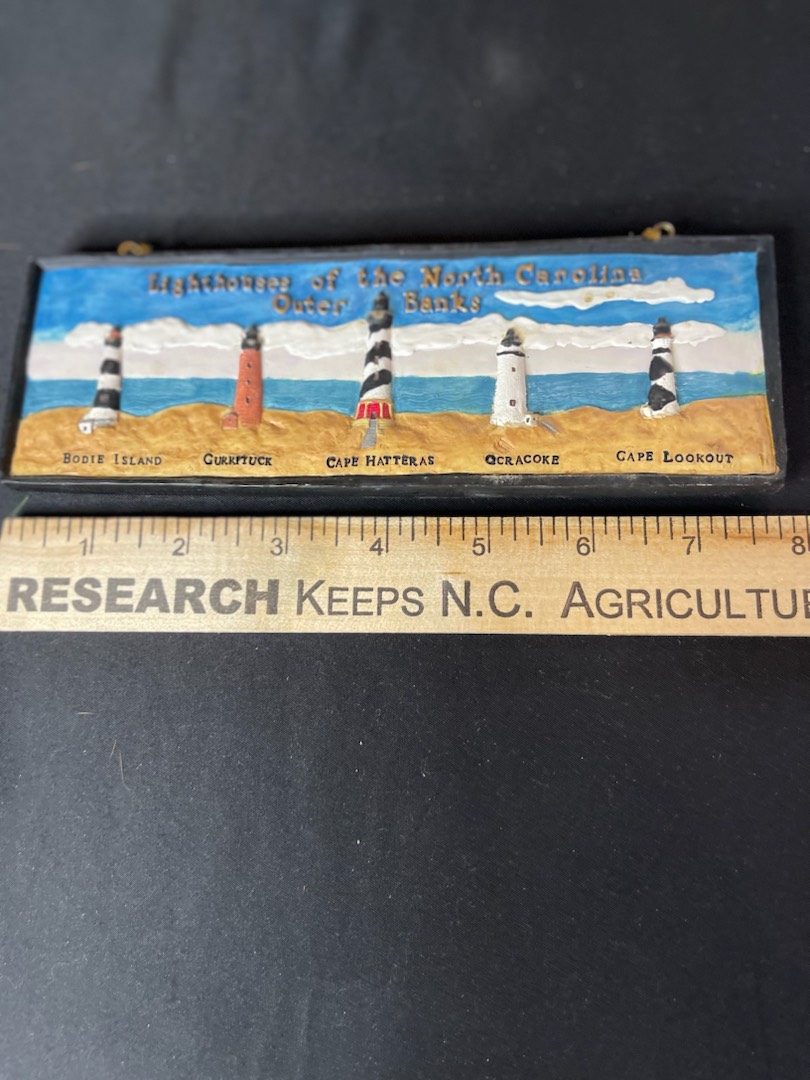 Lighthouses of the North Carolina
Outer Banks
BODIE ISLAND CURRITUCK CAPE HATTERAS OCRACOKE CAPE LOOKOUT
1 2 3 4 5 6 7 8
RESEARCH KEEPS N.C. AGRICULTUR